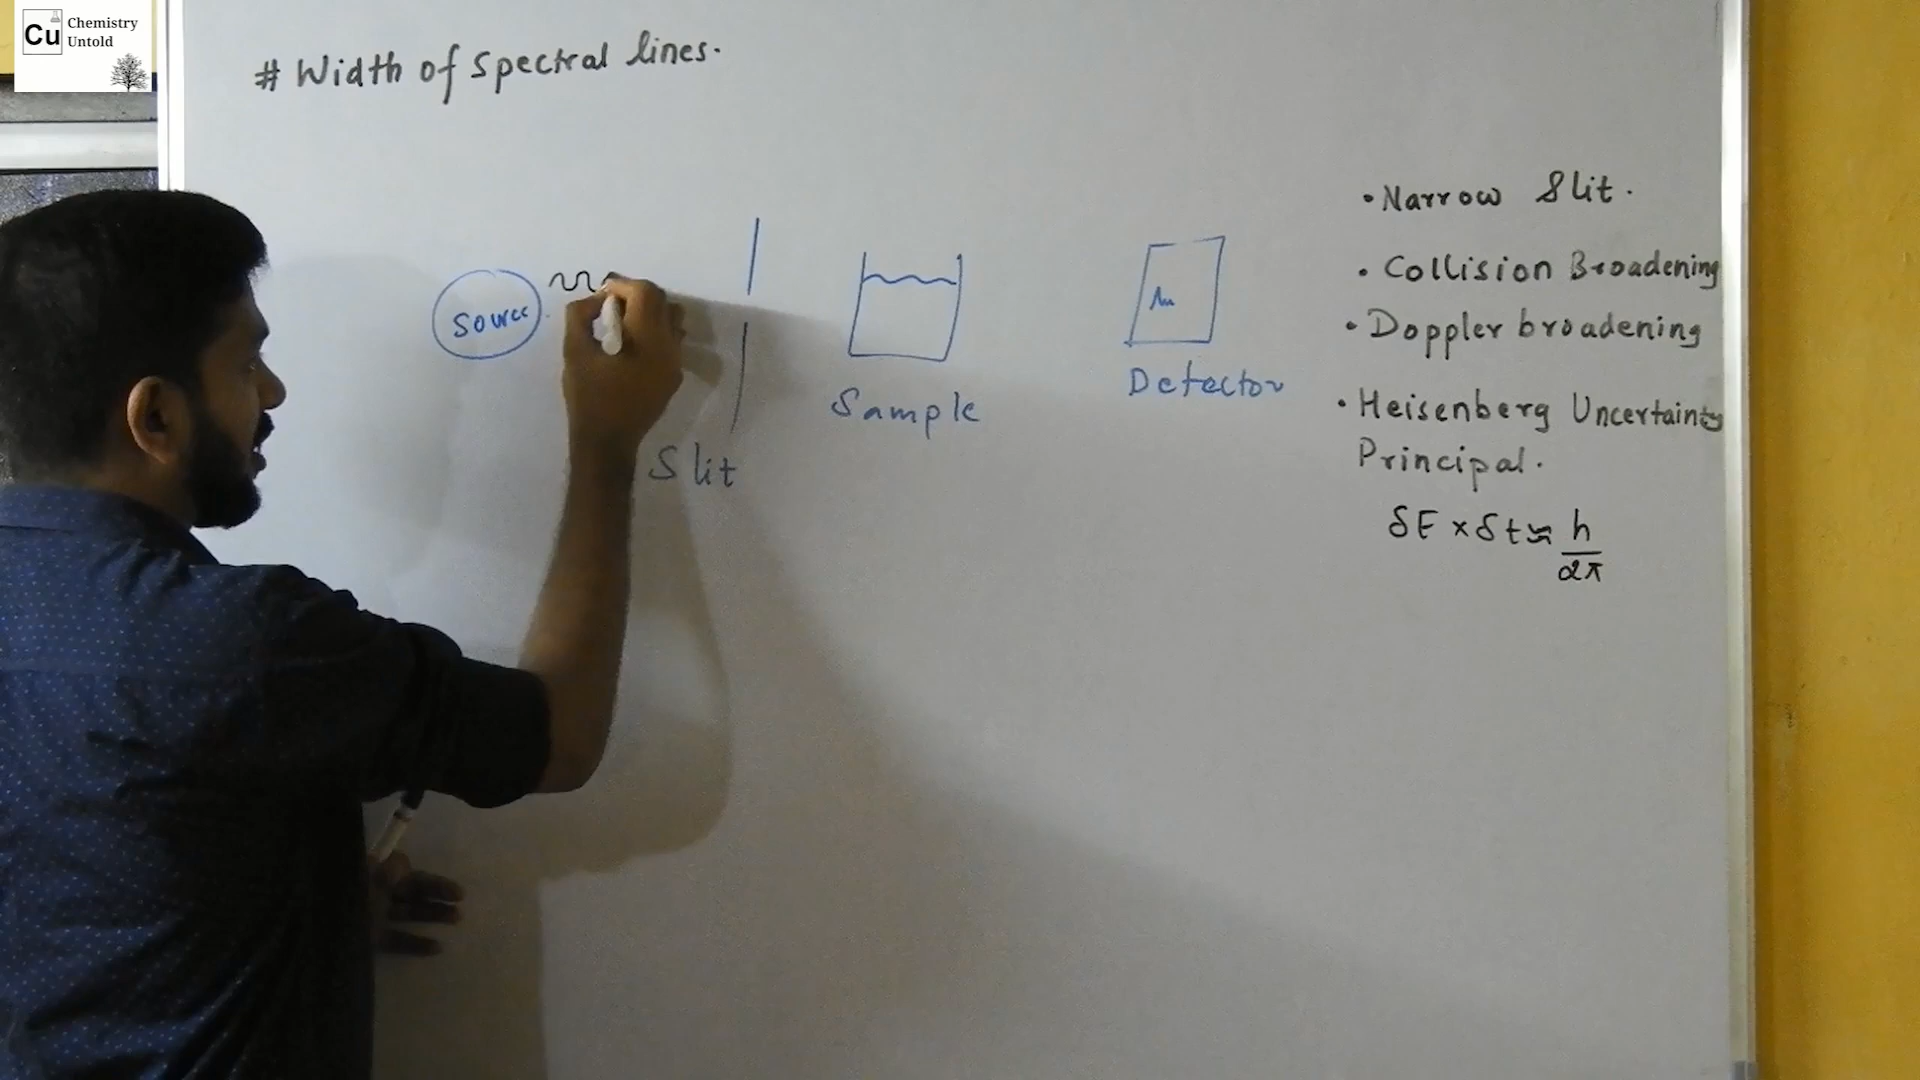 Cu
Chemistry
Untold
# Width of Spectral lines.
Source
Slit
Sample
Detector
• Narrow Slit.
• Collision Broadening
• Doppler broadening
• Heisenberg Uncertainty
Principal.
δE × δt ≈ h
2π